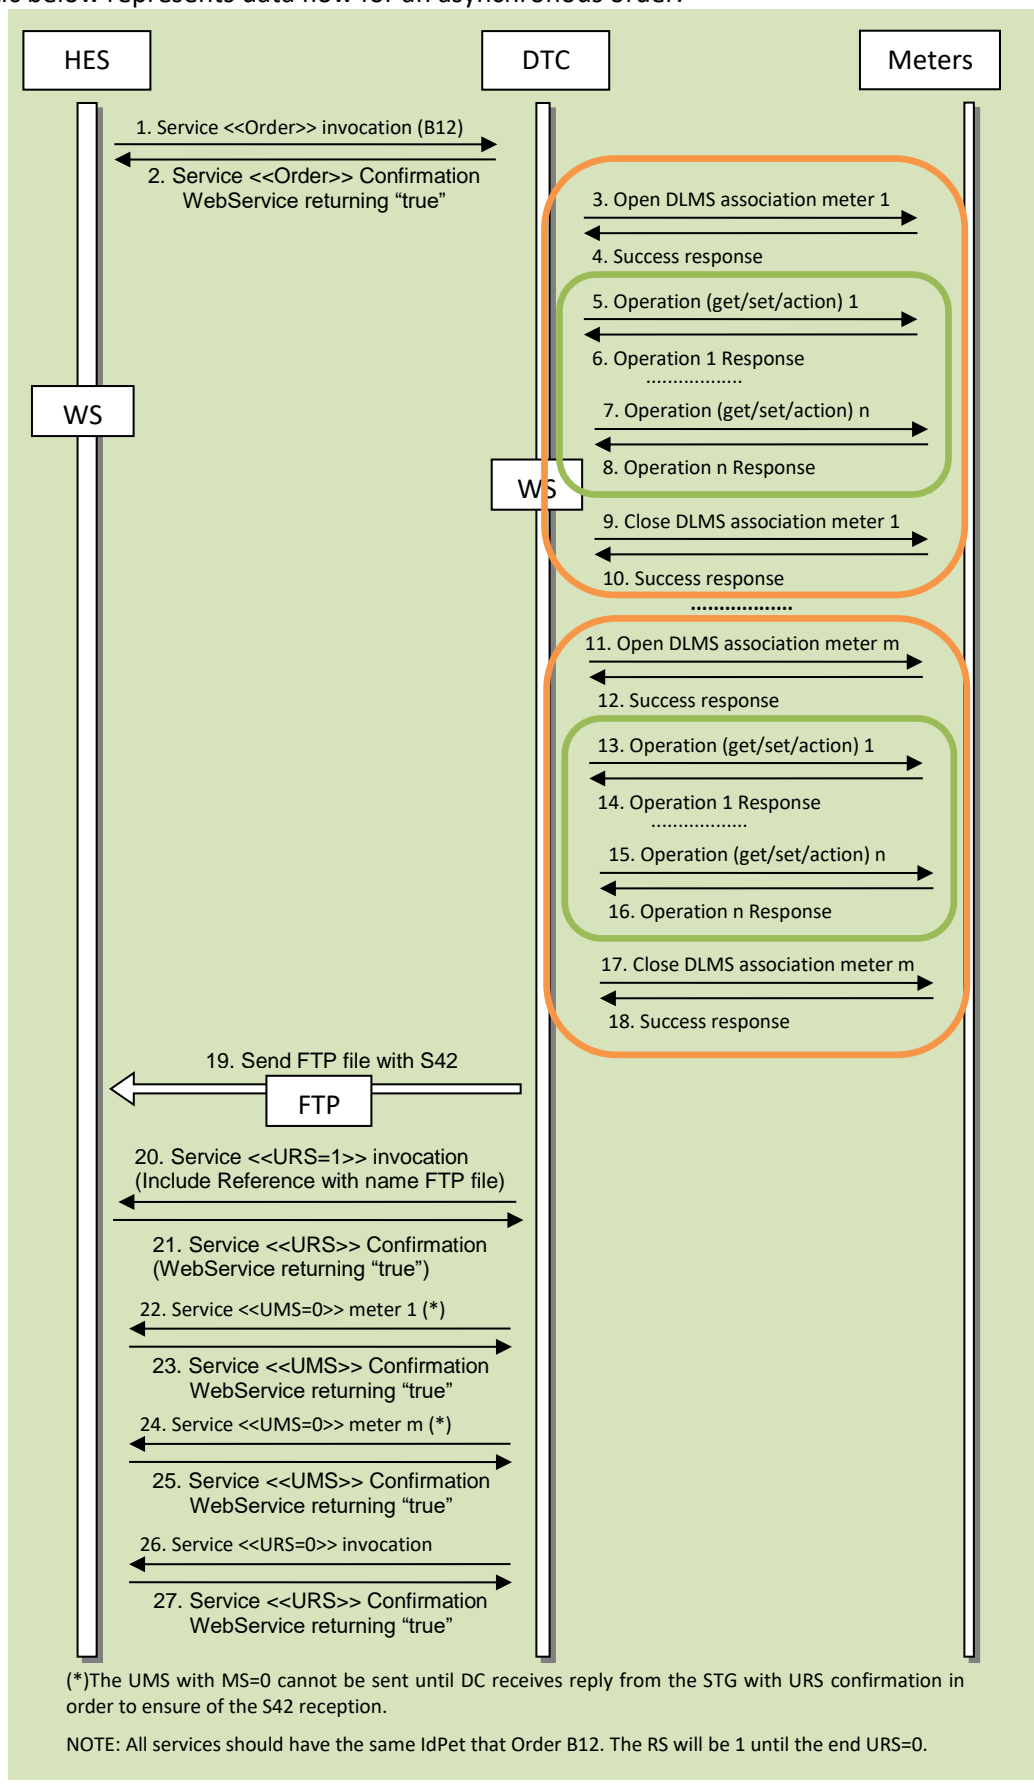 below represents data flow for an asynchronous order:
HES
DTC
Meters
1. Service <<Order>> invocation (B12)
2. Service <<Order>> Confirmation
WebService returning “true”
3. Open DLMS association meter 1
4. Success response
5. Operation (get/set/action) 1
6. Operation 1 Response
..................
WS
7. Operation (get/set/action) n
8. Operation n Response
WS
9. Close DLMS association meter 1
10. Success response
...................
11. Open DLMS association meter m
12. Success response
13. Operation (get/set/action) 1
14. Operation 1 Response
..................
15. Operation (get/set/action) n
16. Operation n Response
17. Close DLMS association meter m
18. Success response
19. Send FTP file with S42
FTP
20. Service <<URS=1>> invocation
(Include Reference with name FTP file)
21. Service <<URS>> Confirmation
(WebService returning “true”)
22. Service <<UMS=0>> meter 1 (*)
23. Service <<UMS>> Confirmation
WebService returning “true”
24. Service <<UMS=0>> meter m (*)
25. Service <<UMS>> Confirmation
WebService returning “true”
26. Service <<URS=0>> invocation
27. Service <<URS>> Confirmation
WebService returning “true”
(*)The UMS with MS=0 cannot be sent until DC receives reply from the STG with URS confirmation in
order to ensure of the S42 reception.
NOTE: All services should have the same IdPet that Order B12. The RS will be 1 until the end URS=0.